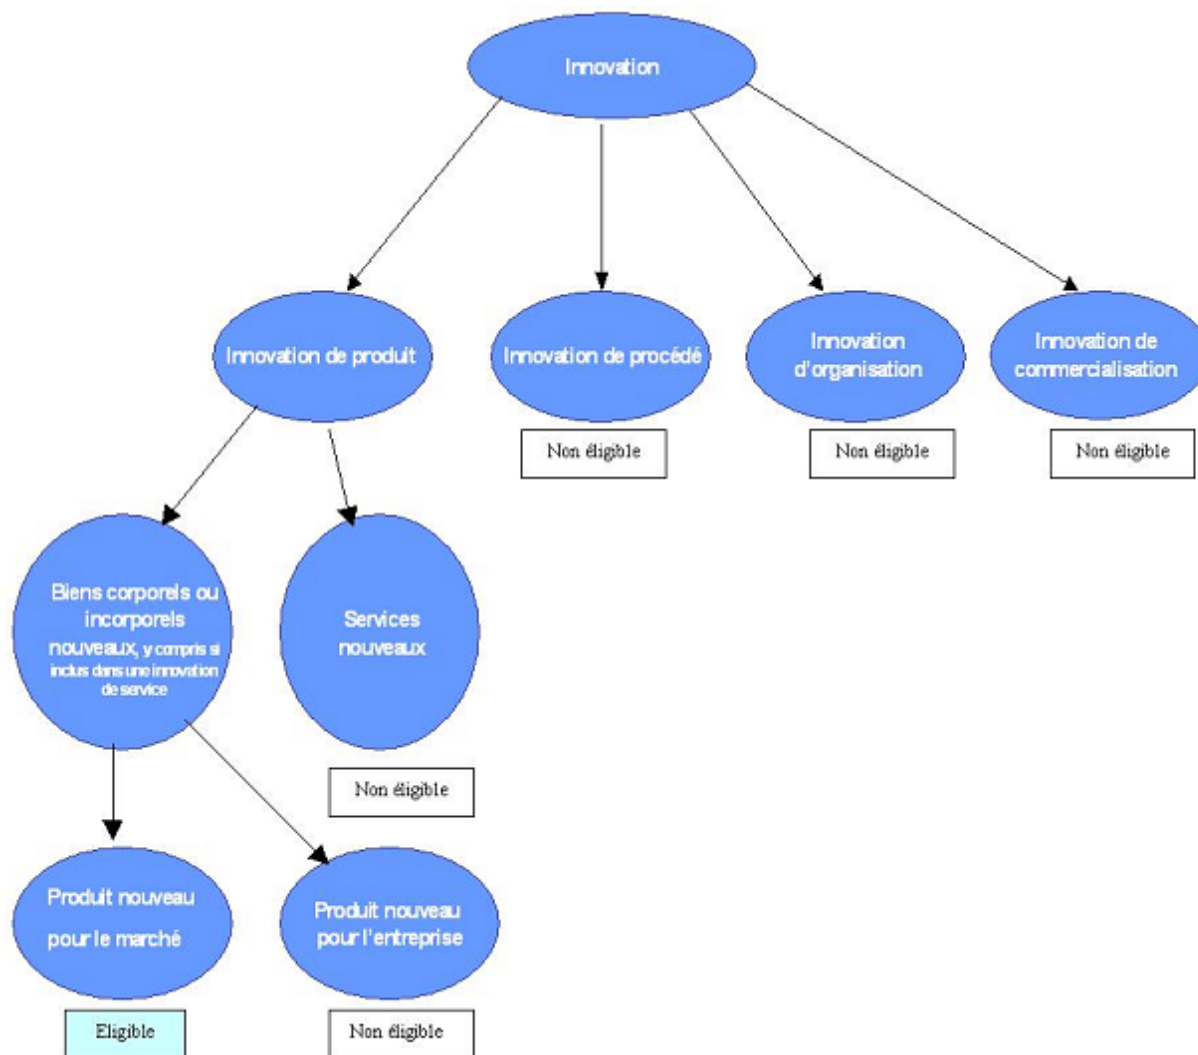 Innovation
Innovation de produit
Innovation de procédé
Innovation
d'organisation
Innovation de
commercialisation
Non éligible
Non éligible
Non éligible
Biens corporels ou
incorporels
nouveaux, y compris si
inclus dans une innovation
de service
Services
nouveaux
Non éligible
Produit nouveau
pour le marché
Produit nouveau
pour l'entreprise
Eligible
Non éligible